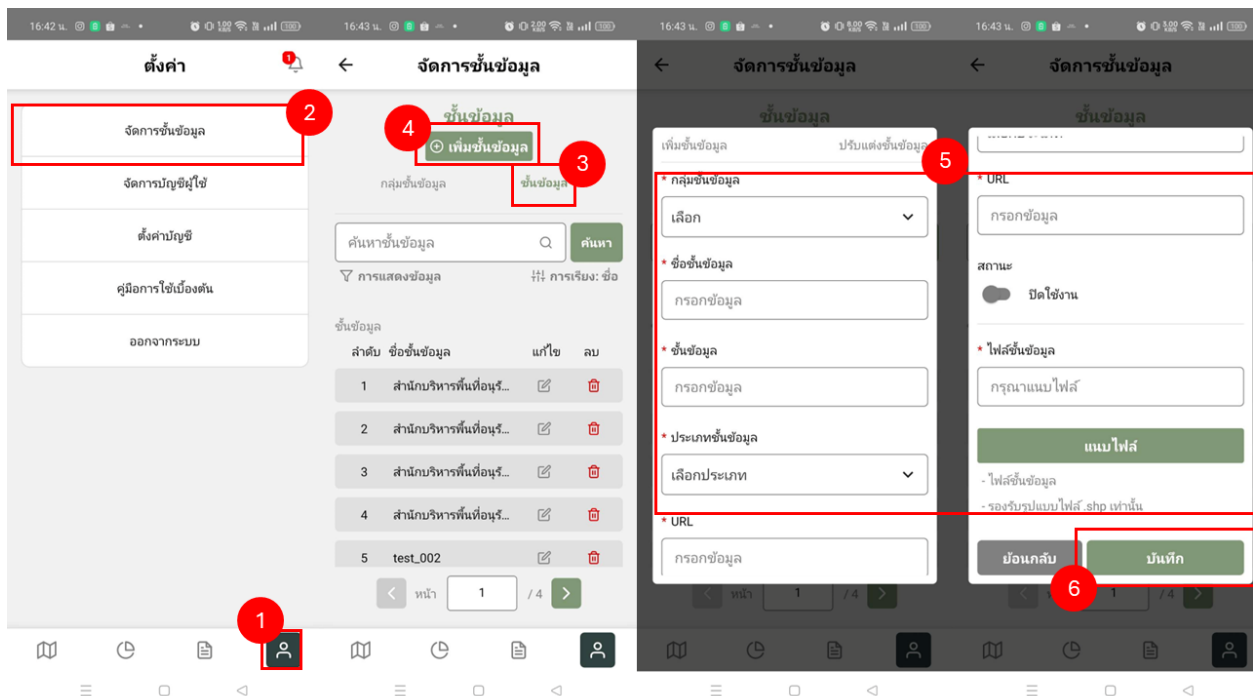 16:42 น.
ตั้งค่า
1
2
จัดการชั้นข้อมูล
จัดการบัญชีผู้ใช้
ตั้งค่าบัญชี
คู่มือการใช้เบื้องต้น
ออกจากระบบ
1
16:43 น.
จัดการชั้นข้อมูล
ชั้นข้อมูล
4
เพิ่มชั้นข้อมูล
3
กลุ่มชั้นข้อมูล ชั้นข้อมูล
ค้นหาชั้นข้อมูล ค้นหา
การแสดงข้อมูล การเรียง: ชื่อ
ชั้นข้อมูล
ลำดับ ชื่อชั้นข้อมูล แก้ไข ลบ
1 สำนักบริหารพื้นที่อนุรั...
2 สำนักบริหารพื้นที่อนุรั...
3 สำนักบริหารพื้นที่อนุรั...
4 สำนักบริหารพื้นที่อนุรั...
5 test_002
หน้า 1 / 4
16:43 น.
จัดการชั้นข้อมูล
ชั้นข้อมูล
เพิ่มชั้นข้อมูล ปรับแต่งชั้นข้อมูล
5
* กลุ่มชั้นข้อมูล
เลือก
* ชื่อชั้นข้อมูล
กรอกข้อมูล
* ชั้นข้อมูล
กรอกข้อมูล
* ประเภทชั้นข้อมูล
เลือกประเภท
* URL
กรอกข้อมูล
หน้า 1 / 4
16:43 น.
จัดการชั้นข้อมูล
ชั้นข้อมูล
* URL
กรอกข้อมูล
สถานะ
ปิดใช้งาน
* ไฟล์ชั้นข้อมูล
กรุณาแนบไฟล์
แนบไฟล์
- ไฟล์ชั้นข้อมูล
- รองรับรูปแบบไฟล์ .shp เท่านั้น
ย้อนกลับ บันทึก
6
1 / 4